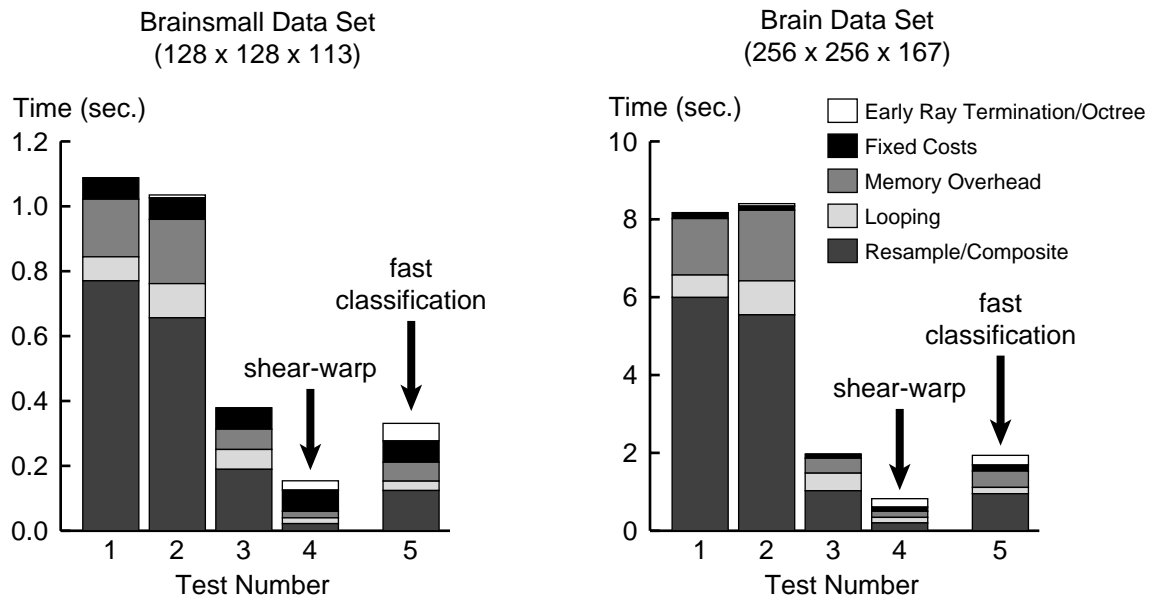 Brainsmall Data Set
(128 x 128 x 113)
Time (sec.)
1.2
1.0
0.8
0.6
0.4
0.2
0.0
fast
classification
shear-warp
1 2 3 4 5
Test Number
Brain Data Set
(256 x 256 x 167)
Time (sec.)
10
8
6
4
2
0
Early Ray Termination/Octree
Fixed Costs
Memory Overhead
Looping
Resample/Composite
fast
classification
shear-warp
1 2 3 4 5
Test Number